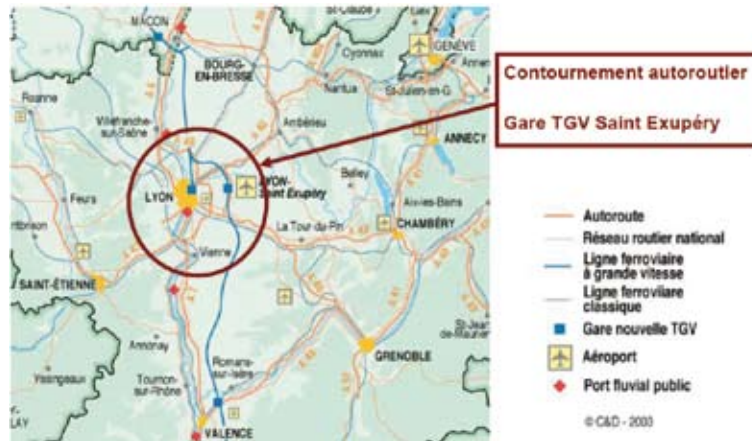 MACON
BOURG-
EN-BRESSE
Cyonnax
GENÈVE
Nantua
St-Julien-en-G
Roanne
Villefranche-
sur-Saône
Ambérieu
ANNECY
Contournement autoroutier
Gare TGV Saint Exupéry
LYON
LYON-
Saint Exupéry
Belley
Feurs
Aix-les-Bains
CHAMBÉRY
La Tour du Pin
Vienne
SAINT-ÉTIENNE
Annonay
GRENOBLE
St-Jean
de-Maurien
Yssingeaux
Tournon-
sur-Rhône
Romans-
sur-Isère
VALENCE
Autoroute
Réseau routier national
Ligne ferroviaire
à grande vitesse
Ligne ferroviaire
classique
Gare nouvelle TGV
Aéroport
Port fluvial public
© C&D - 2003